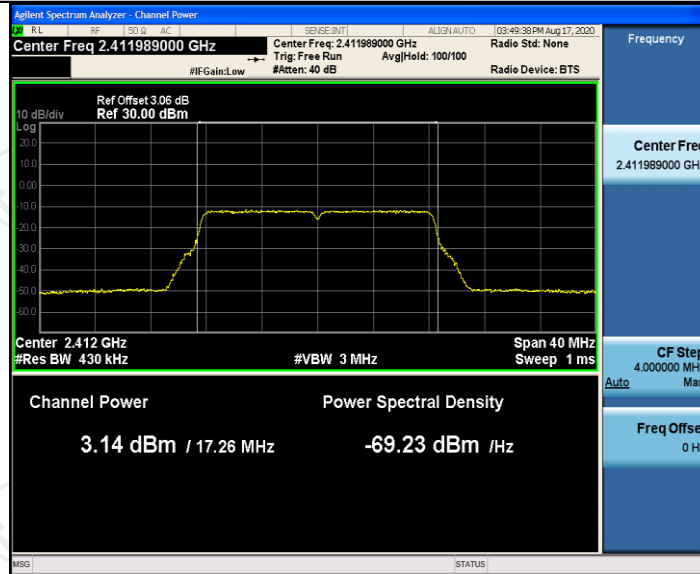 Agilent Spectrum Analyzer - Channel Power
RL RF 50 Ω AC SENSE:INT ALIGN AUTO 03:49:38 PM Aug 17, 2020
Center Freq 2.411989000 GHz
Center Freq: 2.411989000 GHz
Radio Std: None
Trig: Free Run Avg|Hold: 100/100
#IFGain:Low
#Atten: 40 dB
Radio Device: BTS
Frequency
Ref Offset 3.06 dB
10 dB/div Ref 30.00 dBm
Log
20.0
10.0
0.00
-10.0
-20.0
-30.0
-40.0
-50.0
-60.0
Center 2.412 GHz
Span 40 MHz
#Res BW 430 kHz
#VBW 3 MHz
Sweep 1 ms
Channel Power
Power Spectral Density
3.14 dBm / 17.26 MHz
-69.23 dBm /Hz
Center Fre
2.411989000 GH
CF Ste
4.000000 MH
Auto Ma
Freq Offse
0 H
MSG
STATUS